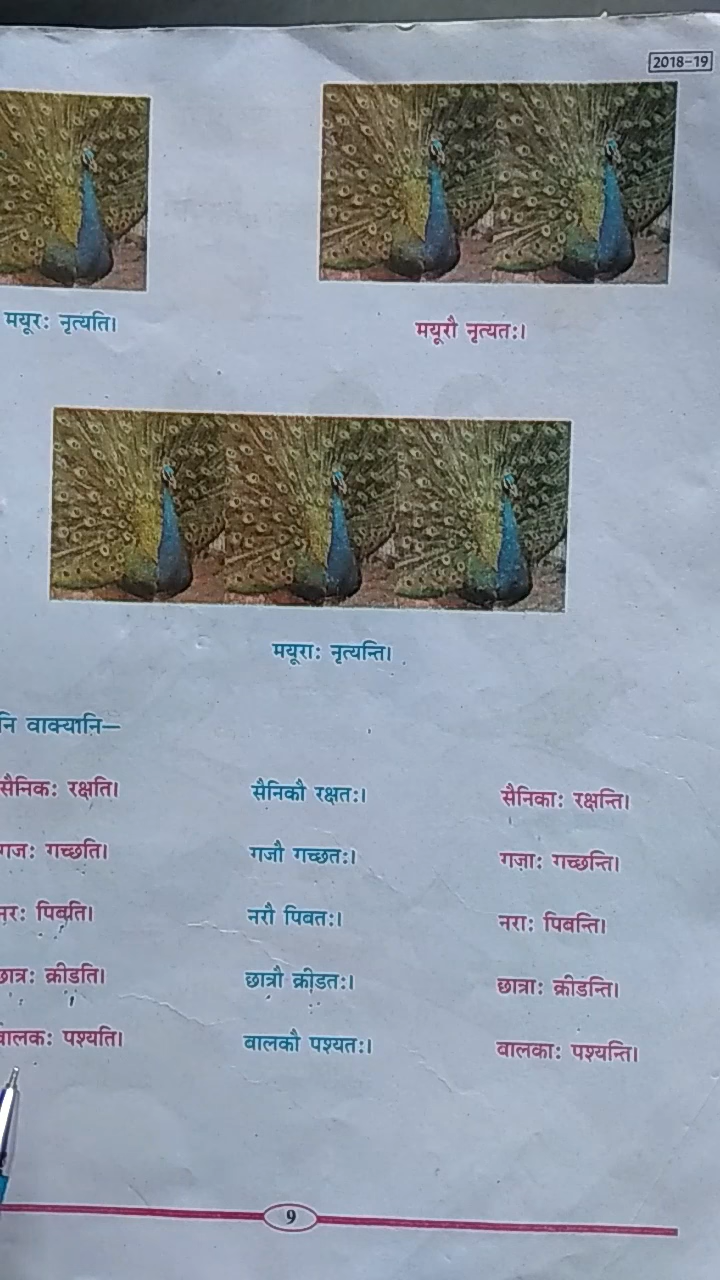 2018-19
मयूरः नृत्यति।
मयूरौ नृत्यतः।
मयूराः नृत्यन्ति।
नि वाक्यानि—
सैनिकः रक्षति। सैनिकौ रक्षतः। सैनिकाः रक्षन्ति।
गजः गच्छति। गजौ गच्छतः। गजाः गच्छन्ति।
नरः पिबति। नरौ पिबतः। नराः पिबन्ति।
छात्रः क्रीडति। छात्रौ क्रीडतः। छात्राः क्रीडन्ति।
बालकः पश्यति। बालकौ पश्यतः। बालकाः पश्यन्ति।
9